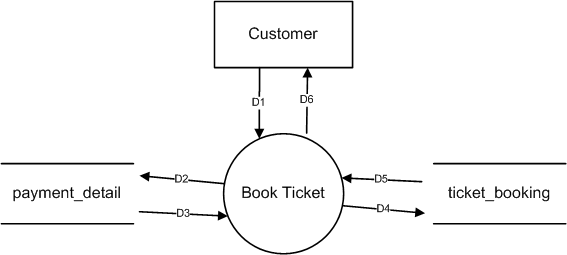 Customer
D1
D6
payment_detail
D2
D3
Book Ticket
D5
D4
ticket_booking